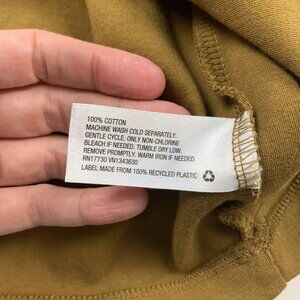 100% COTTON
MACHINE WASH COLD SEPARATELY.
GENTLE CYCLE. ONLY NON-CHLORINE
BLEACH IF NEEDED. TUMBLE DRY LOW.
REMOVE PROMPTLY. WARM IRON IF NEEDED.
RN17730 VN1343630
LABEL MADE FROM 100% RECYCLED PLASTIC